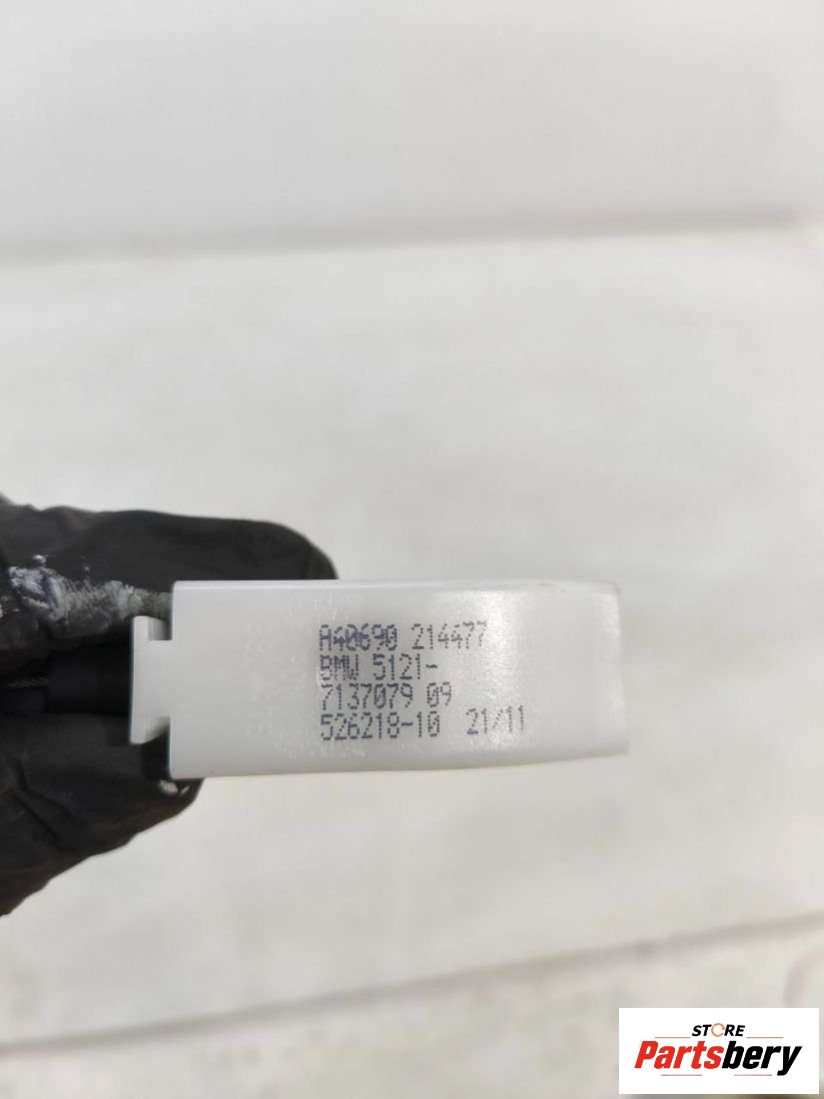 A40690 214477
BMW 5121-
7137079 09
526218-10 21/11
STORE
Partsbery